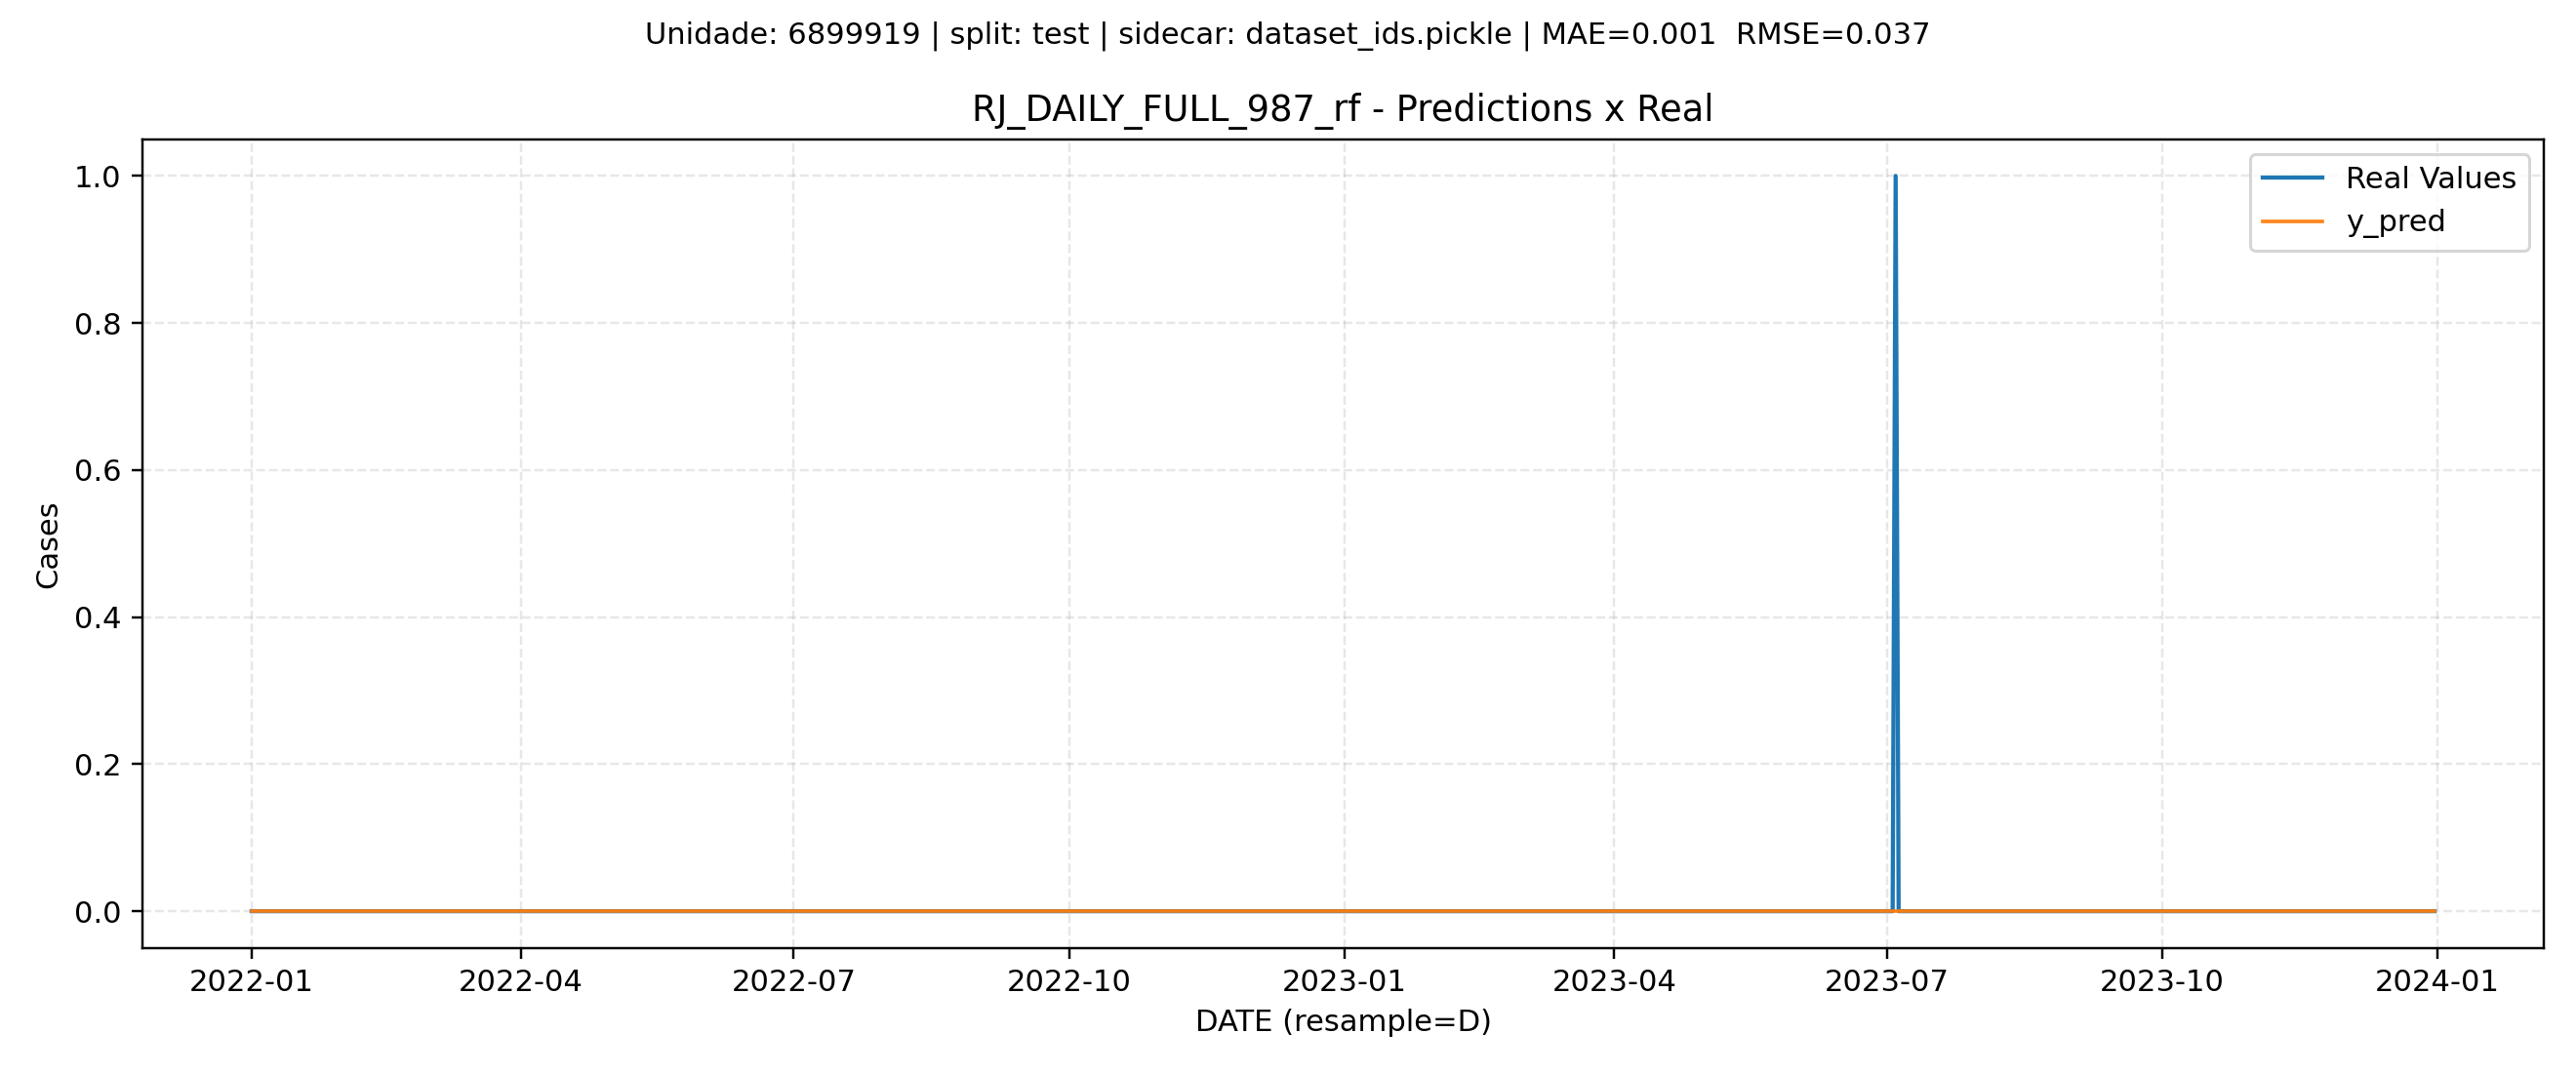 Unidade: 6899919 | split: test | sidecar: dataset_ids.pickle | MAE=0.001  RMSE=0.037
RJ_DAILY_FULL_987_rf - Predictions x Real
Real Values
y_pred
1.0
0.8
0.6
0.4
0.2
0.0
Cases
2022-01
2022-04
2022-07
2022-10
2023-01
2023-04
2023-07
2023-10
2024-01
DATE (resample=D)